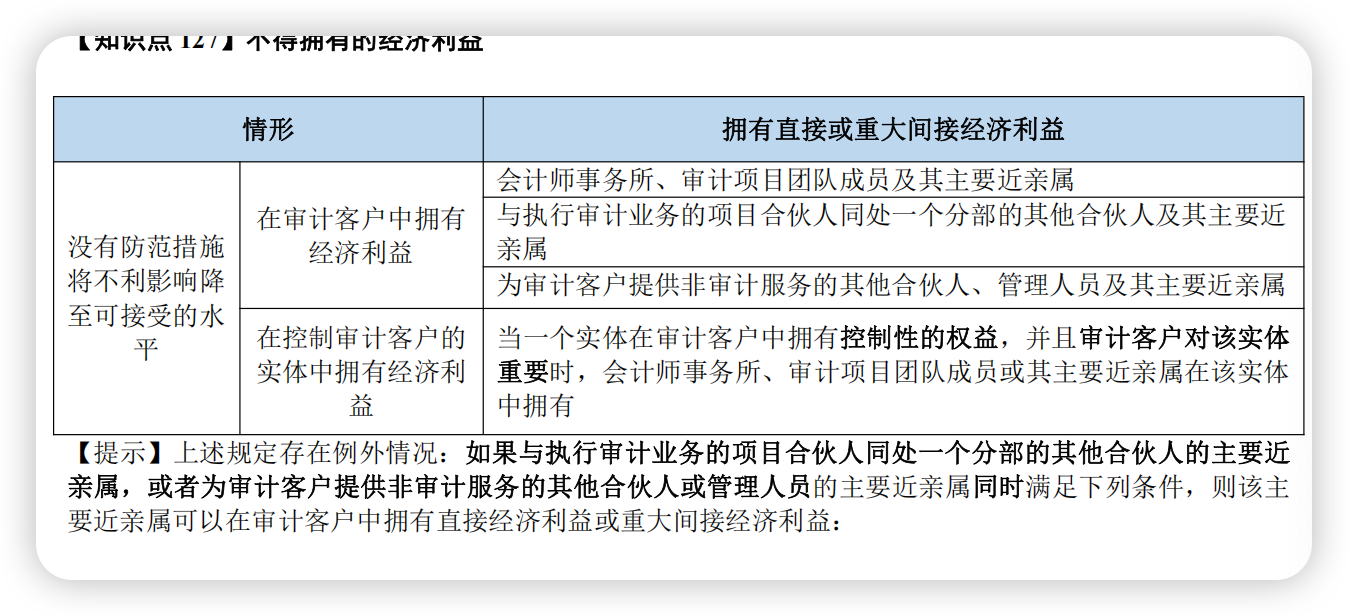 【知识点 127】不得拥有的经济利益
情形
拥有直接或重大间接经济利益
没有防范措施
将不利影响降
至可接受的水
平
在审计客户中拥有
经济利益
会计师事务所、审计项目团队成员及其主要近亲属
与执行审计业务的项目合伙人同处一个分部的其他合伙人及其主要近
亲属
为审计客户提供非审计服务的其他合伙人、管理人员及其主要近亲属
在控制审计客户的
实体中拥有经济利
益
当一个实体在审计客户中拥有控制性的权益，并且审计客户对该实体
重要时，会计师事务所、审计项目团队成员或其主要近亲属在该实体
中拥有
【提示】上述规定存在例外情况：如果与执行审计业务的项目合伙人同处一个分部的其他合伙人的主要近
亲属，或者为审计客户提供非审计服务的其他合伙人或管理人员的主要近亲属同时满足下列条件，则该主
要近亲属可以在审计客户中拥有直接经济利益或重大间接经济利益：